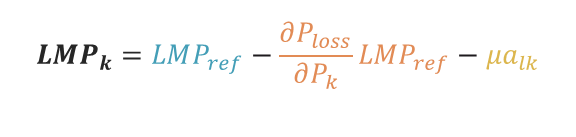 LMP_k = LMP_ref − ∂P_loss/∂P_k LMP_ref − μa_lk